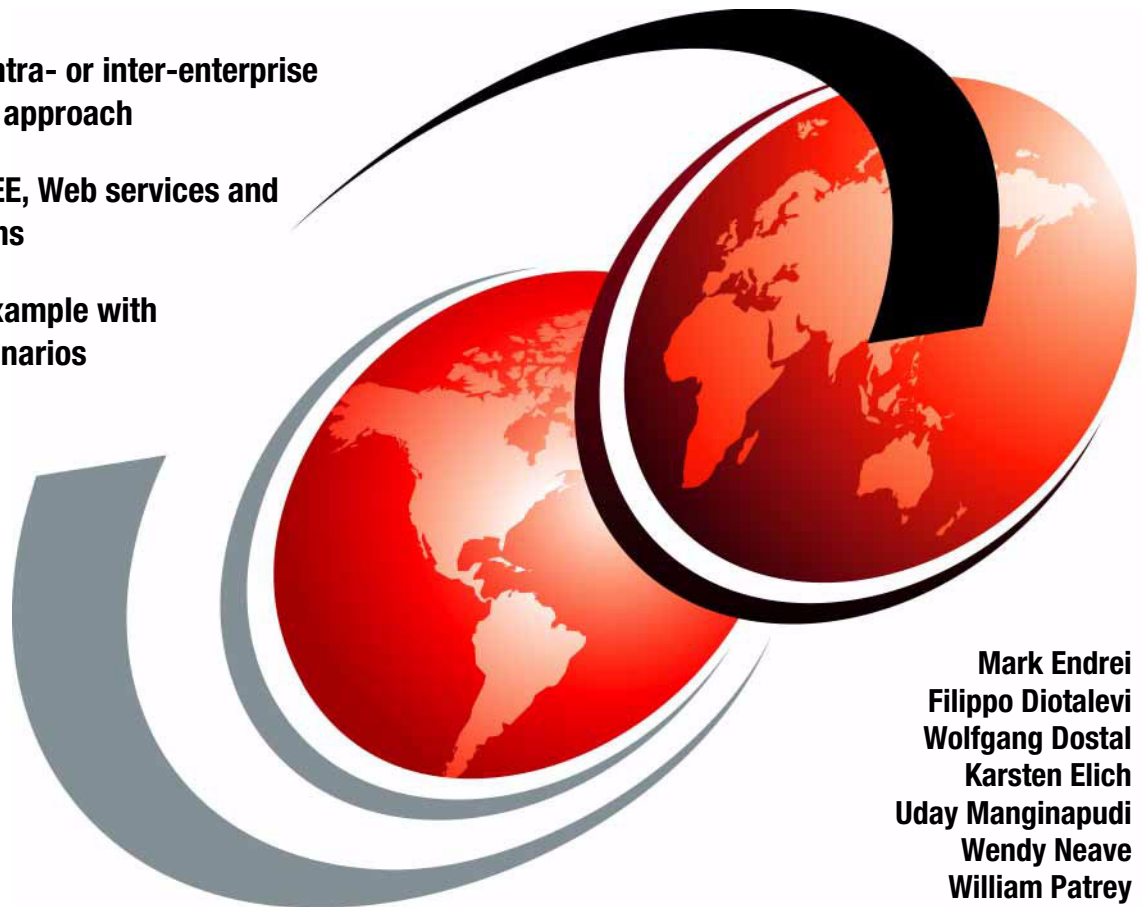 ntra- or inter-enterprise
approach
EE, Web services and
ns
xample with
narios
Mark Endrei
Filippo Diotalevi
Wolfgang Dostal
Karsten Elich
Uday Manginapudi
Wendy Neave
William Patrey